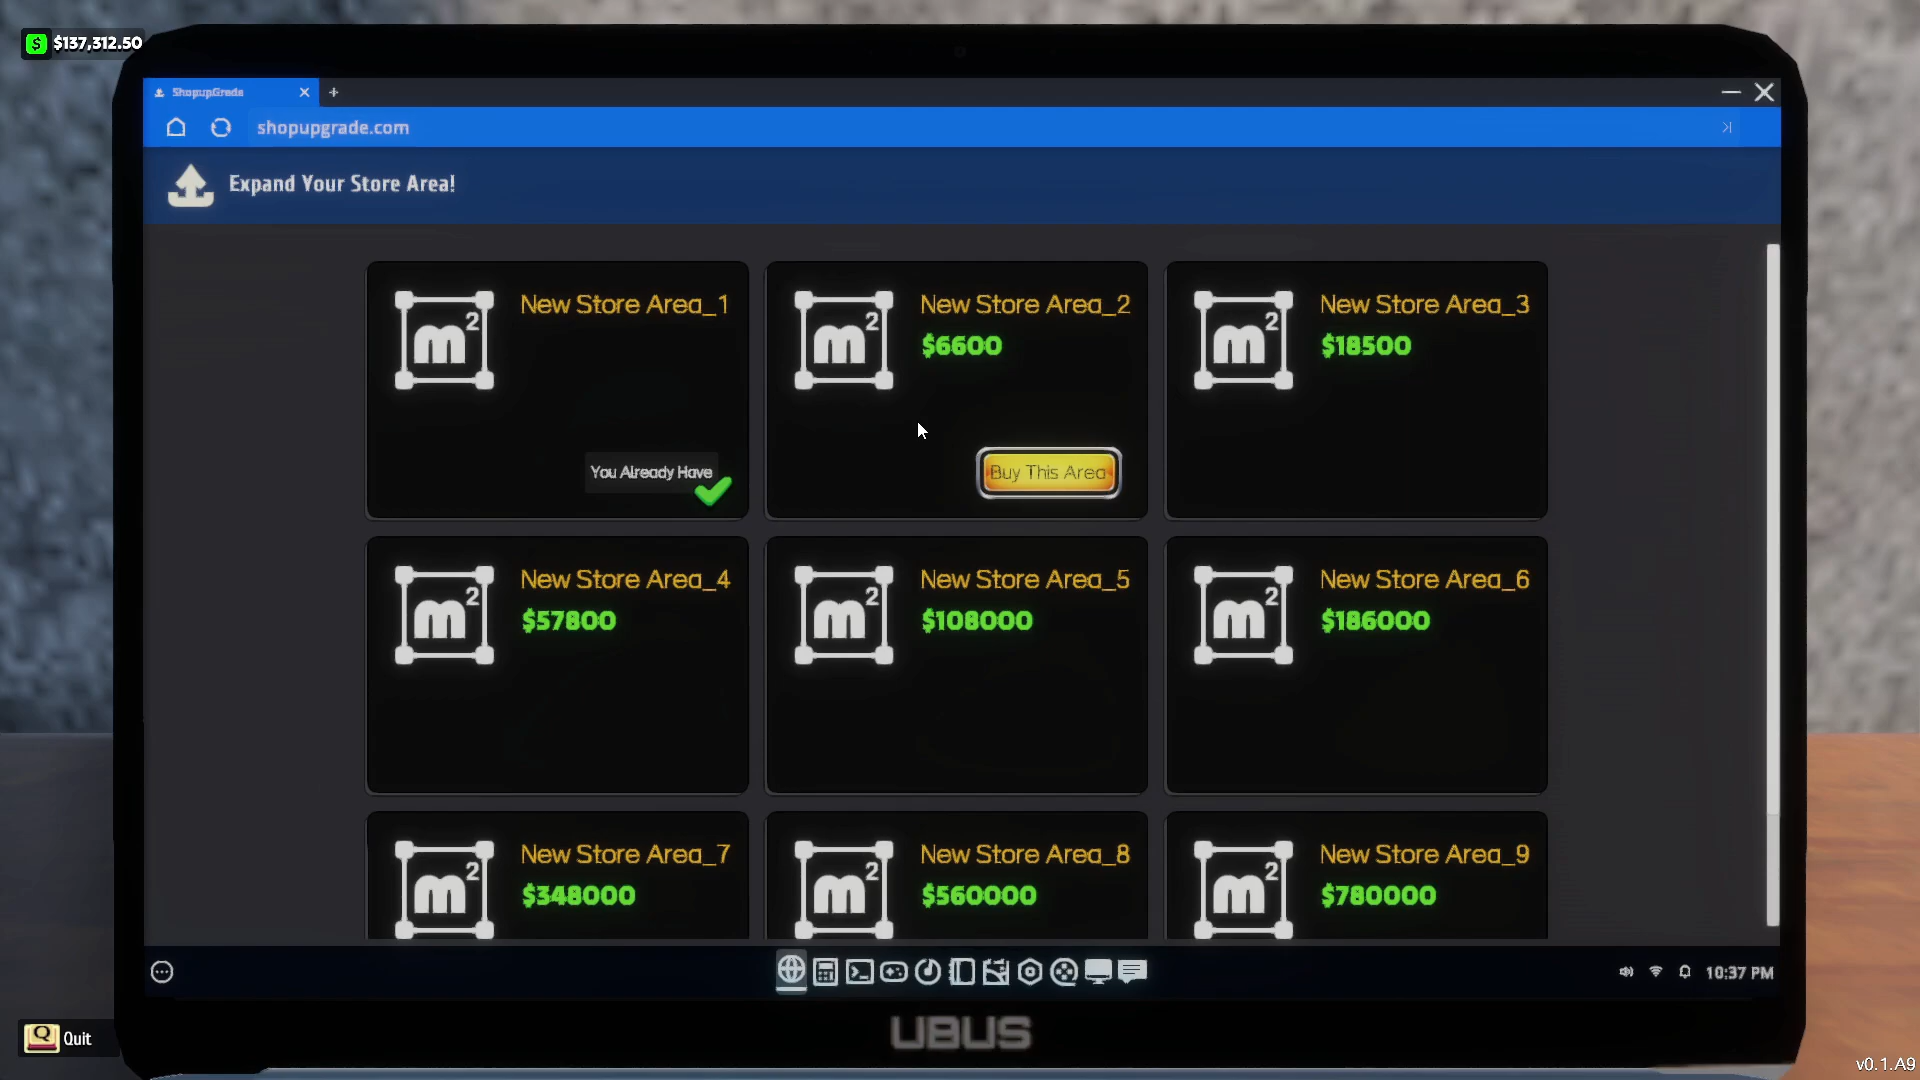 $137,312.50
ShopupGrade
shopupgrade.com
Expand Your Store Area!
New Store Area_1
You Already Have
New Store Area_2
$6600
Buy This Area
New Store Area_3
$18500
New Store Area_4
$57800
New Store Area_5
$108000
New Store Area_6
$186000
New Store Area_7
$348000
New Store Area_8
$560000
New Store Area_9
$780000
10:37 PM
UBUS
Q Quit
v0.1.A9